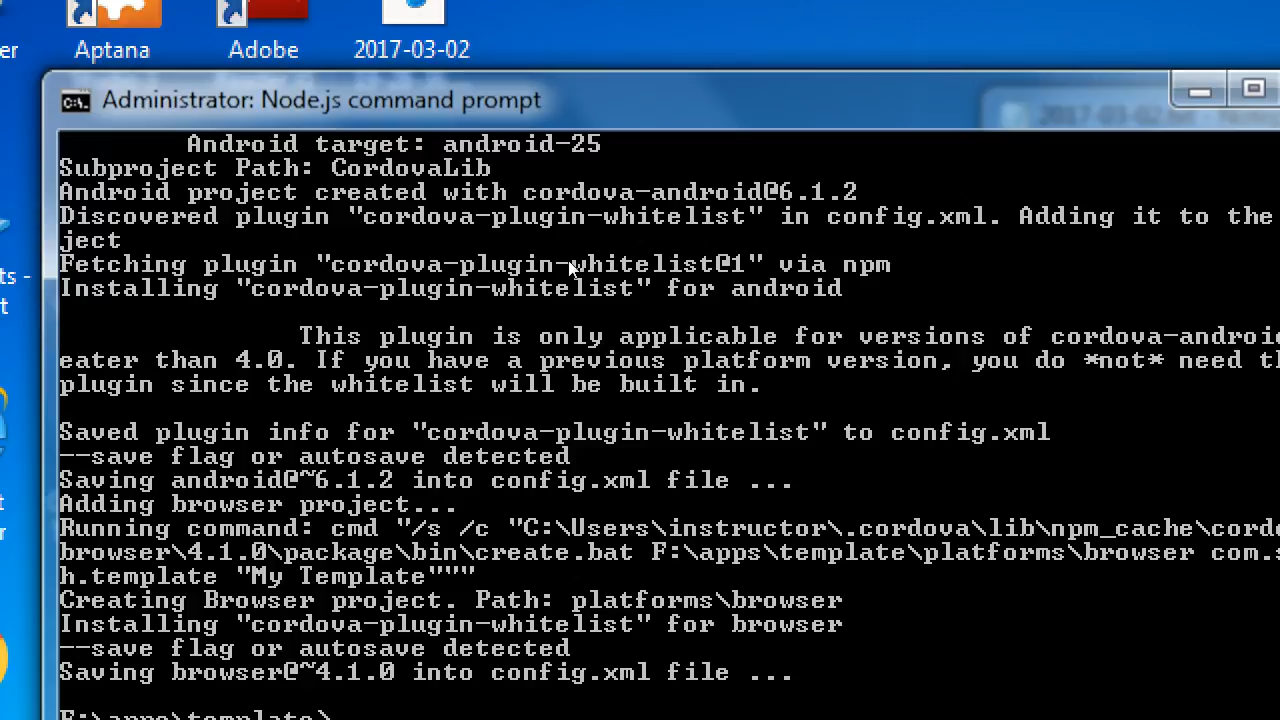 er
Aptana
Adobe
2017-03-02
Administrator: Node.js command prompt
Android target: android-25
Subproject Path: CordovaLib
Android project created with cordova-android@6.1.2
Discovered plugin "cordova-plugin-whitelist" in config.xml. Adding it to the
ject
Fetching plugin "cordova-plugin-whitelist@1" via npm
Installing "cordova-plugin-whitelist" for android
This plugin is only applicable for versions of cordova-android
eater than 4.0. If you have a previous platform version, you do *not* need th
plugin since the whitelist will be built in.
Saved plugin info for "cordova-plugin-whitelist" to config.xml
--save flag or autosave detected
Saving android@~6.1.2 into config.xml file ...
Adding browser project...
Running command: cmd "/s /c "C:\Users\instructor\.cordova\lib\npm_cache\cordo
browser\4.1.0\package\bin\create.bat F:\apps\template\platforms\browser com.s
h.template "My Template"""
Creating Browser project. Path: platforms\browser
Installing "cordova-plugin-whitelist" for browser
--save flag or autosave detected
Saving browser@~4.1.0 into config.xml file ...
F:\apps\template\
ts -
t
t
r